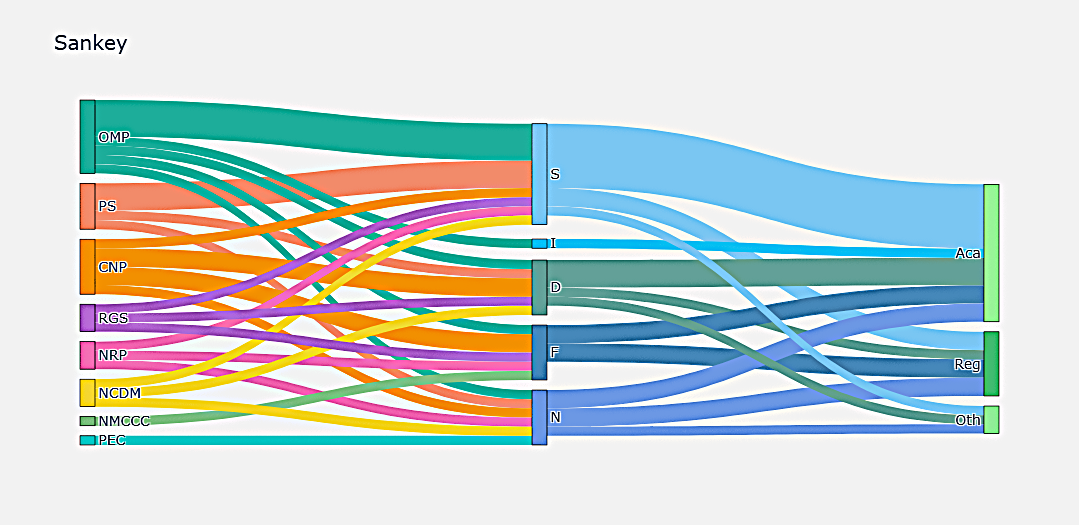 Sankey
OMP
PS
CNP
RGS
NRP
NCDM
NMCCC
PEC
S
I
D
F
N
Aca
Reg
Oth